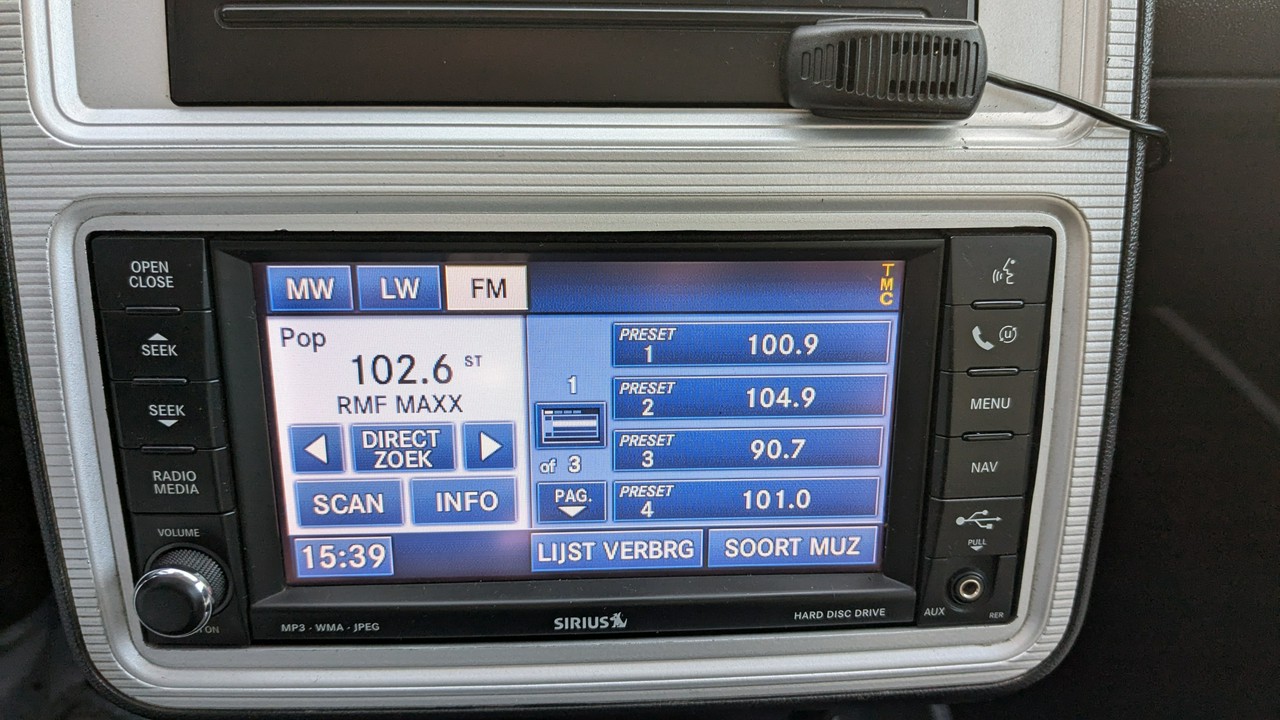 OPEN
CLOSE
SEEK
SEEK
RADIO
MEDIA
VOLUME
ON
MW LW FM
TMC
Pop
102.6 ST
RMF MAXX
DIRECT
ZOEK
SCAN INFO
15:39
1
of 3
PAG.
PRESET
1 100.9
PRESET
2 104.9
PRESET
3 90.7
PRESET
4 101.0
LIJST VERBRG SOORT MUZ
MENU
NAV
PULL
AUX
RER
MP3 · WMA · JPEG
SIRIUS
HARD DISC DRIVE